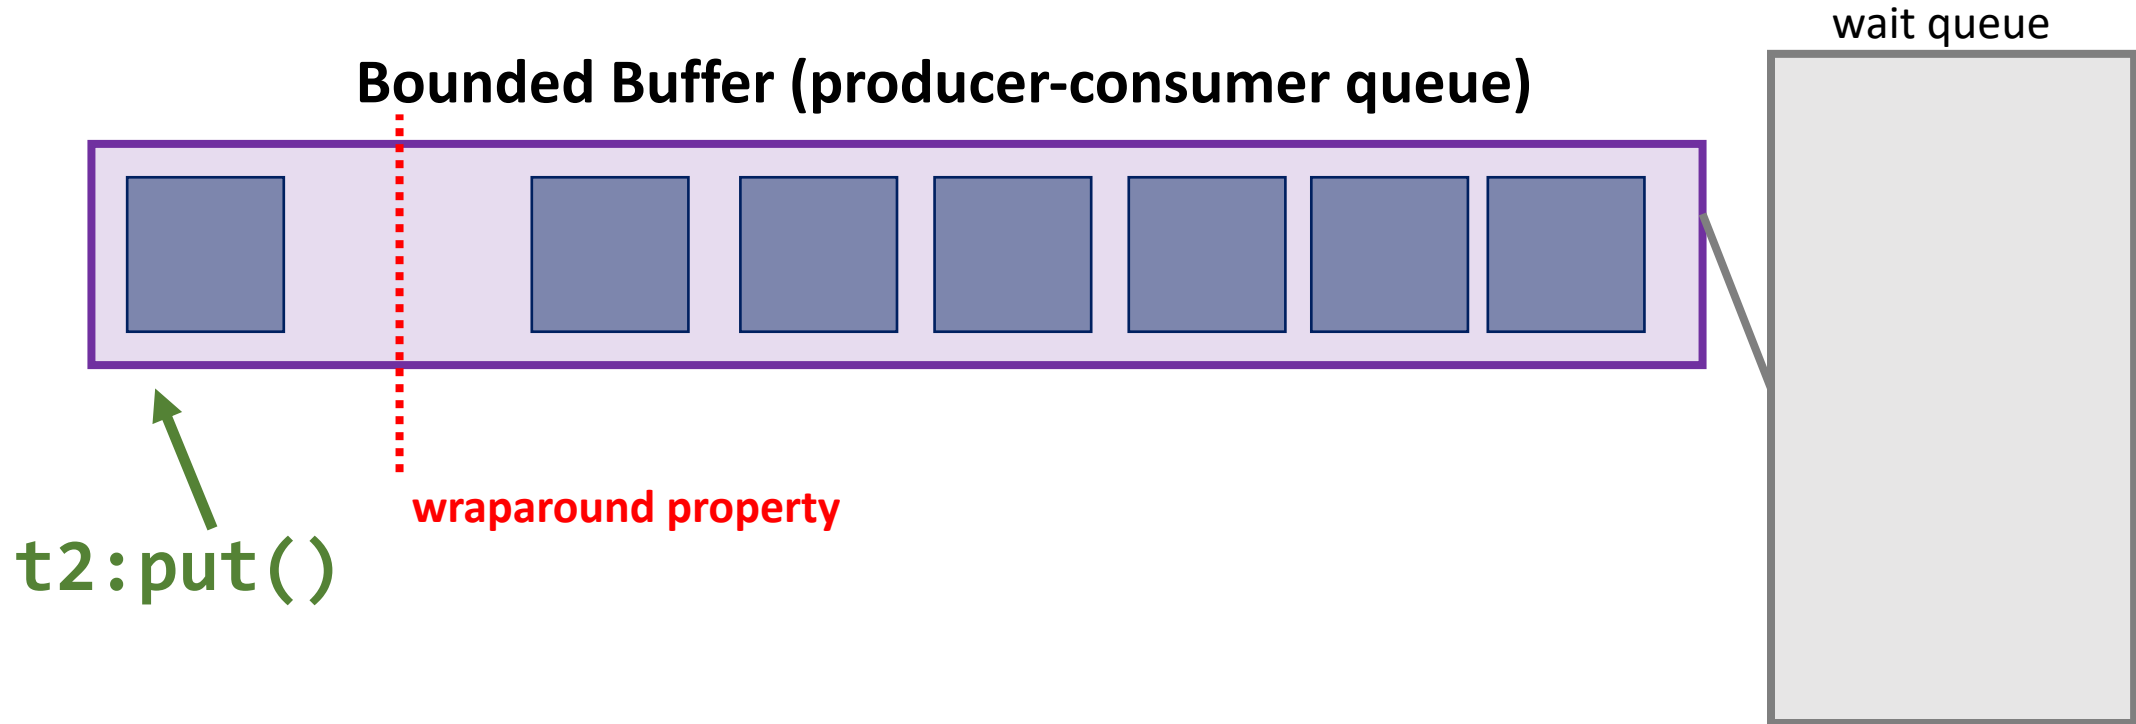 wait queue
Bounded Buffer (producer-consumer queue)
wraparound property
t2:put()